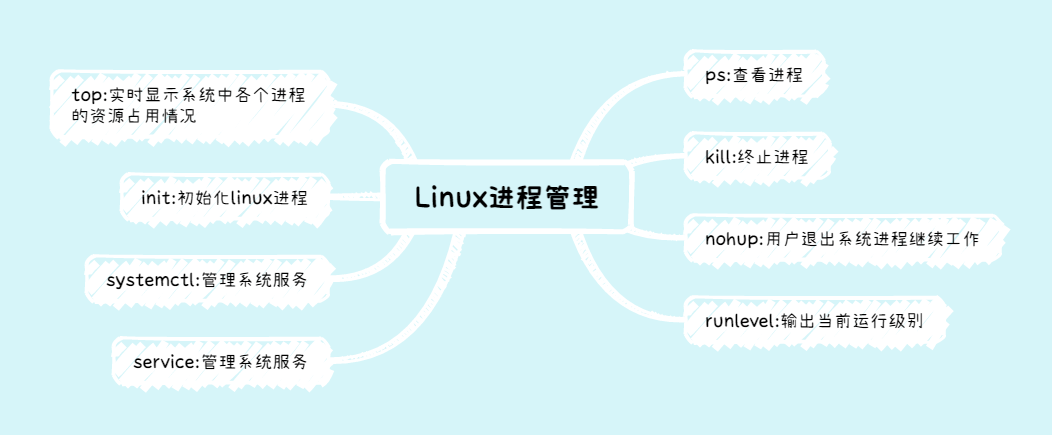 Linux进程管理
ps:查看进程
kill:终止进程
nohup:用户退出系统进程继续工作
runlevel:输出当前运行级别
top:实时显示系统中各个进程
的资源占用情况
init:初始化linux进程
systemctl:管理系统服务
service:管理系统服务